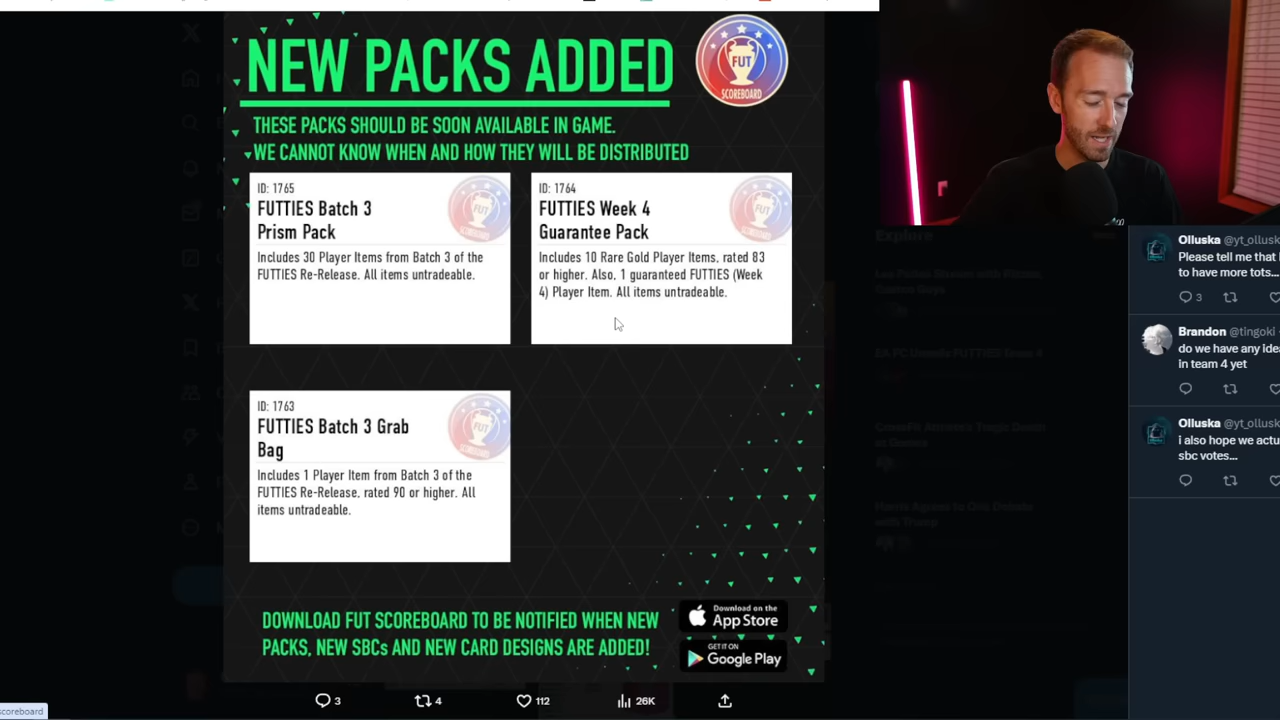 NEW PACKS ADDED
FUT
SCOREBOARD
THESE PACKS SHOULD BE SOON AVAILABLE IN GAME.
WE CANNOT KNOW WHEN AND HOW THEY WILL BE DISTRIBUTED
ID: 1765
FUTTIES Batch 3
Prism Pack
FUT
Includes 30 Player Items from Batch 3 of the
FUTTIES Re-Release. All items untradeable.
ID: 1764
FUTTIES Week 4
Guarantee Pack
FUT
Includes 10 Rare Gold Player Items, rated 83
or higher. Also, 1 guaranteed FUTTIES (Week
4) Player Item. All items untradeable.
ID: 1763
FUTTIES Batch 3 Grab
Bag
FUT
Includes 1 Player Item from Batch 3 of the
FUTTIES Re-Release, rated 90 or higher. All
items untradeable.
DOWNLOAD FUT SCOREBOARD TO BE NOTIFIED WHEN NEW
PACKS, NEW SBCs AND NEW CARD DESIGNS ARE ADDED!
Download on the
App Store
GET IT ON
Google Play
3
4
112
26K
scoreboard
Explore
Olluska @yt_ollusk
Please tell me that
to have more tots...
3
Brandon @tingoki
do we have any idea
in team 4 yet
Olluska @yt_ollusk
i also hope we actu
sbc votes...